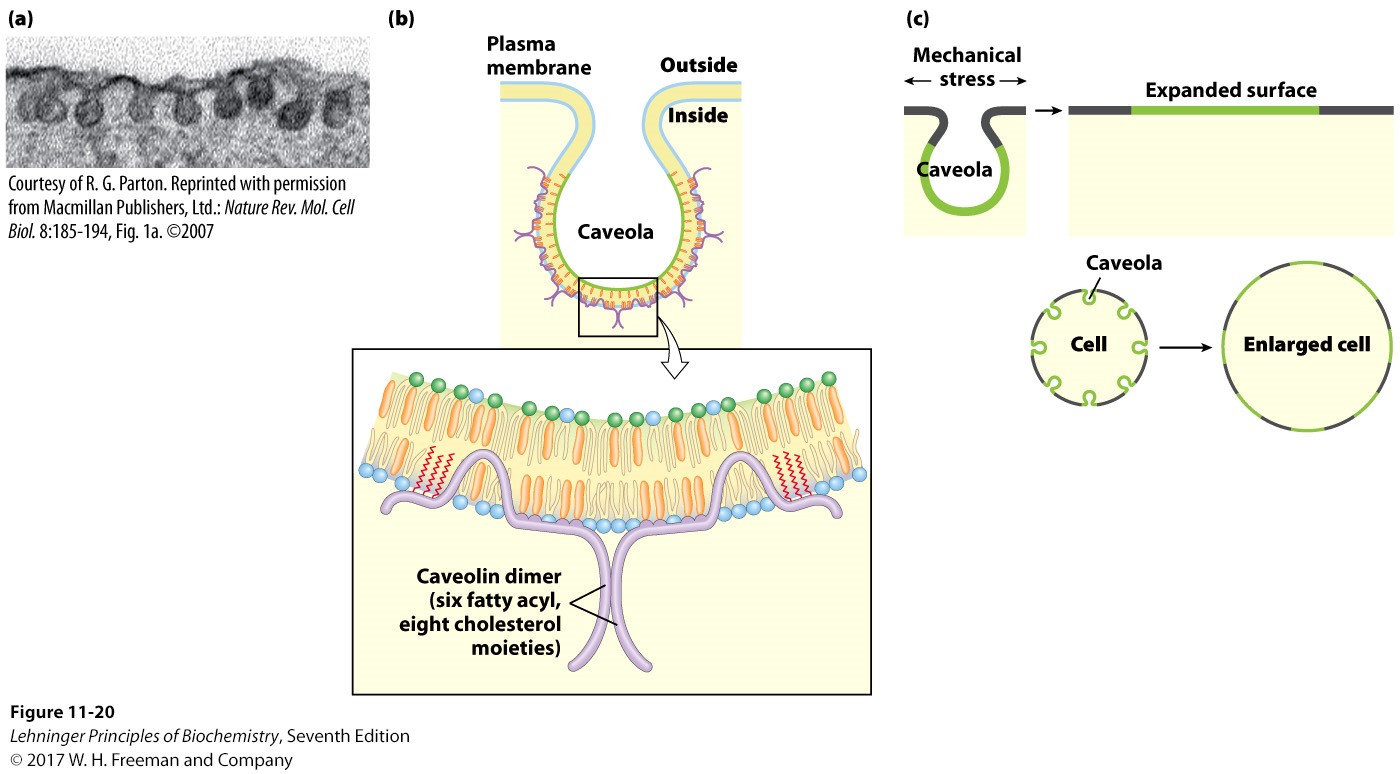 (a)
Courtesy of R. G. Parton. Reprinted with permission
from Macmillan Publishers, Ltd.: Nature Rev. Mol. Cell
Biol. 8:185-194, Fig. 1a. ©2007
(b)
Plasma
membrane
Outside
Inside
Caveola
Caveolin dimer
(six fatty acyl,
eight cholesterol
moieties)
(c)
Mechanical
stress
Expanded surface
Caveola
Caveola
Cell
Enlarged cell
Figure 11-20
Lehninger Principles of Biochemistry, Seventh Edition
© 2017 W. H. Freeman and Company